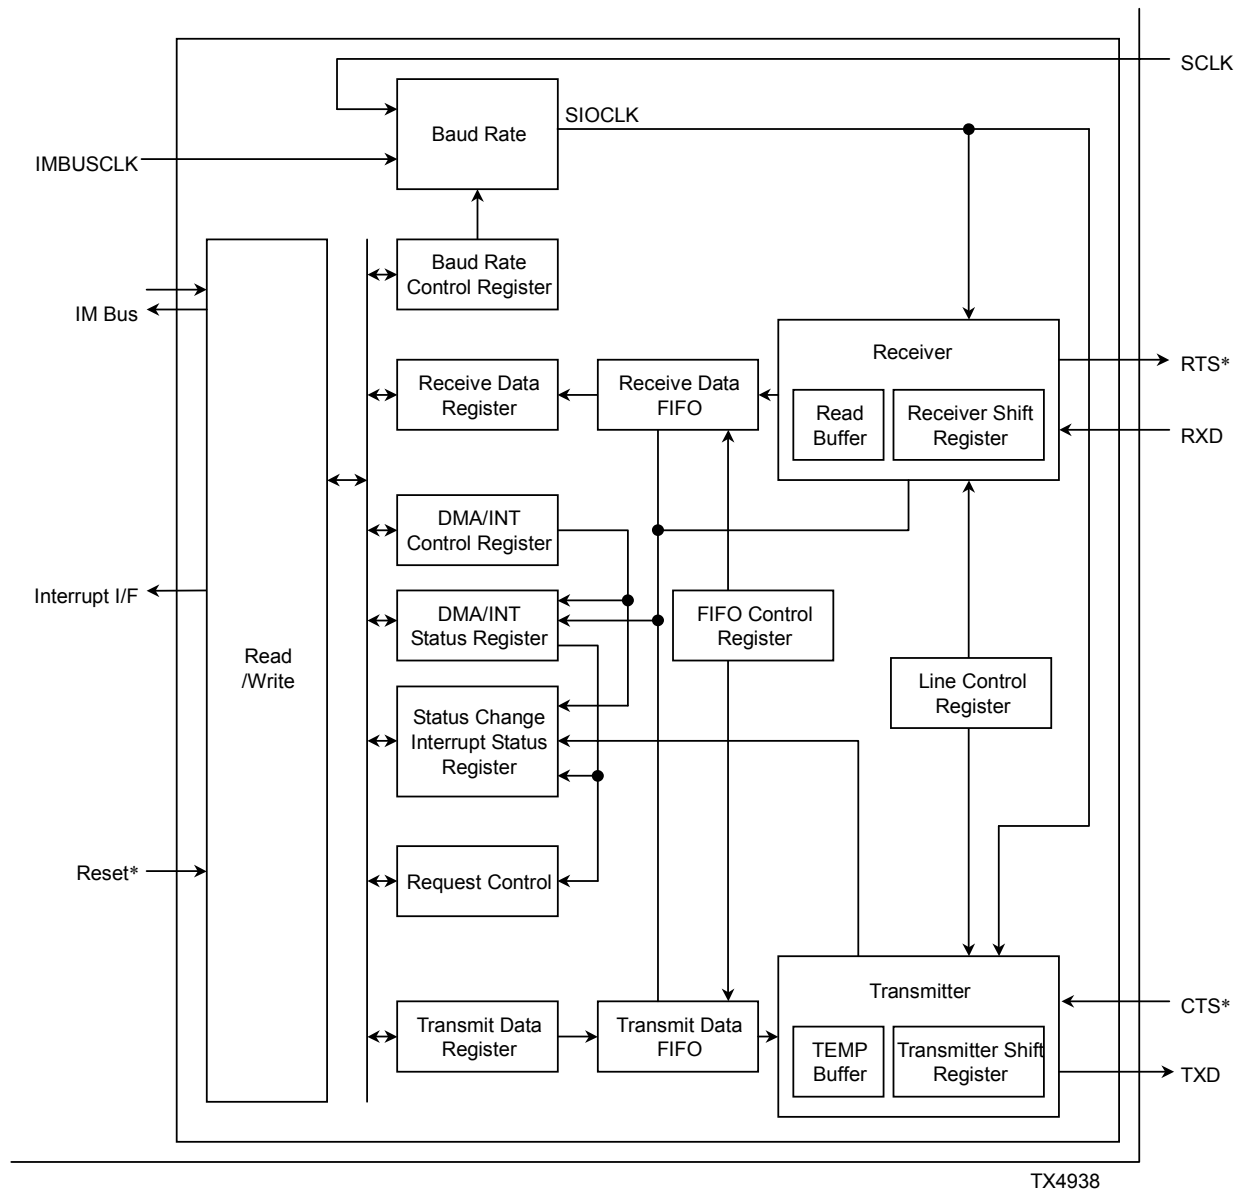 SCLK
SIOCLK
Baud Rate
IMBUSCLK
Baud Rate
Control Register
IM Bus
Receiver
RTS*
Receive Data
Register
Receive Data
FIFO
Read
Buffer
Receiver Shift
Register
RXD
DMA/INT
Control Register
Interrupt I/F
DMA/INT
Status Register
FIFO Control
Register
Read
/Write
Line Control
Register
Status Change
Interrupt Status
Register
Reset*
Request Control
Transmitter
CTS*
Transmit Data
Register
Transmit Data
FIFO
TEMP
Buffer
Transmitter Shift
Register
TXD
TX4938